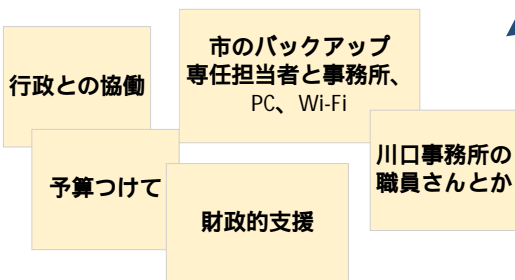 行政との協働
市のバックアップ
専任担当者と事務所、
PC、Wi-Fi
川口事務所の
職員さんとか
予算つけて
財政的支援